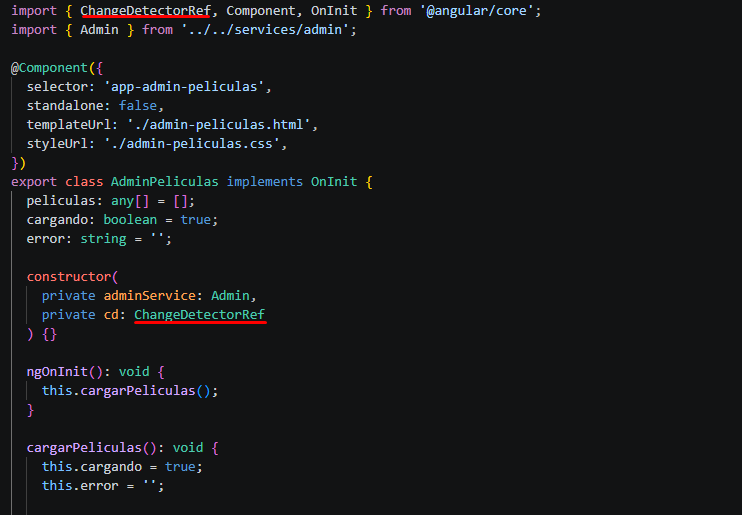 import { ChangeDetectorRef, Component, OnInit } from '@angular/core';
import { Admin } from '../../services/admin';
@Component({
selector: 'app-admin-peliculas',
standalone: false,
templateUrl: './admin-peliculas.html',
styleUrl: './admin-peliculas.css',
})
export class AdminPeliculas implements OnInit {
peliculas: any[] = [];
cargando: boolean = true;
error: string = '';
constructor(
private adminService: Admin,
private cd: ChangeDetectorRef
) {}
ngOnInit(): void {
this.cargarPeliculas();
}
cargarPeliculas(): void {
this.cargando = true;
this.error = '';